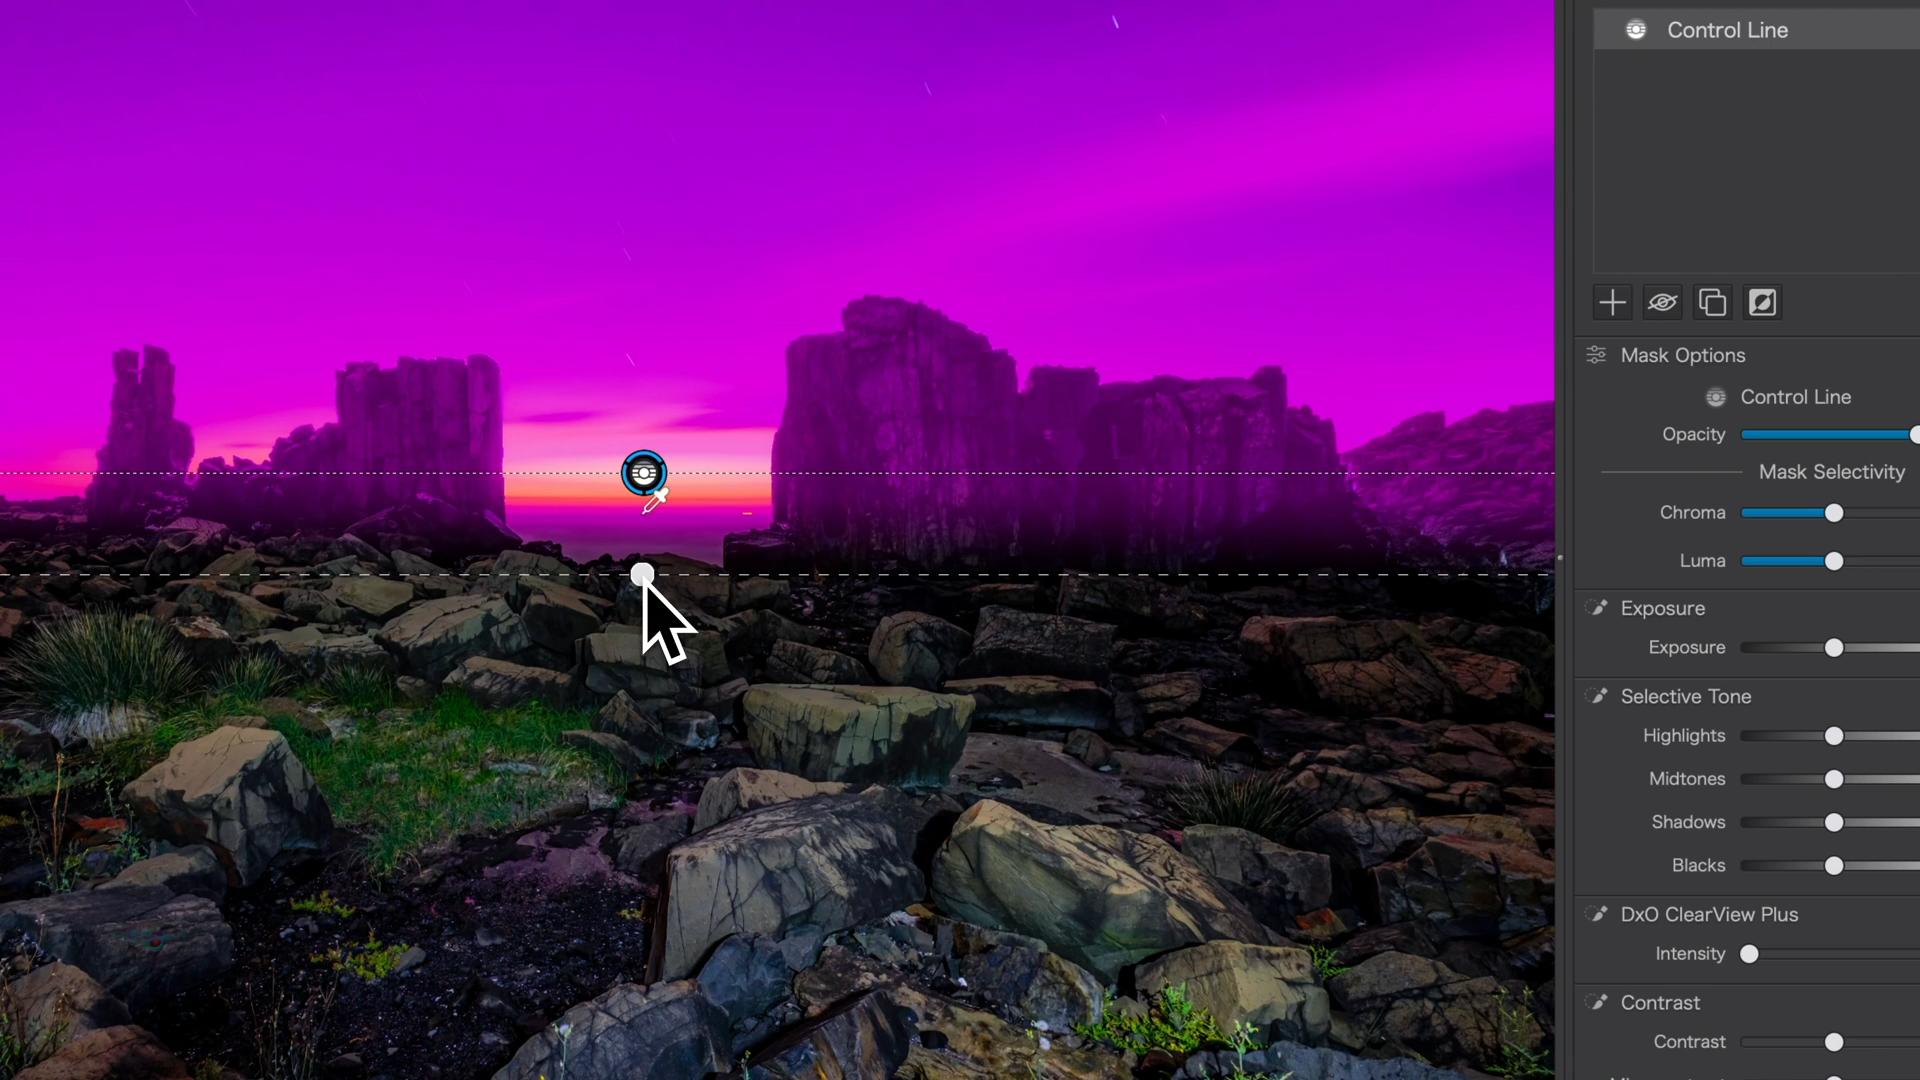 Control Line
Mask Options
Control Line
Opacity
Mask Selectivity
Chroma
Luma
Exposure
Exposure
Selective Tone
Highlights
Midtones
Shadows
Blacks
DxO ClearView Plus
Intensity
Contrast
Contrast